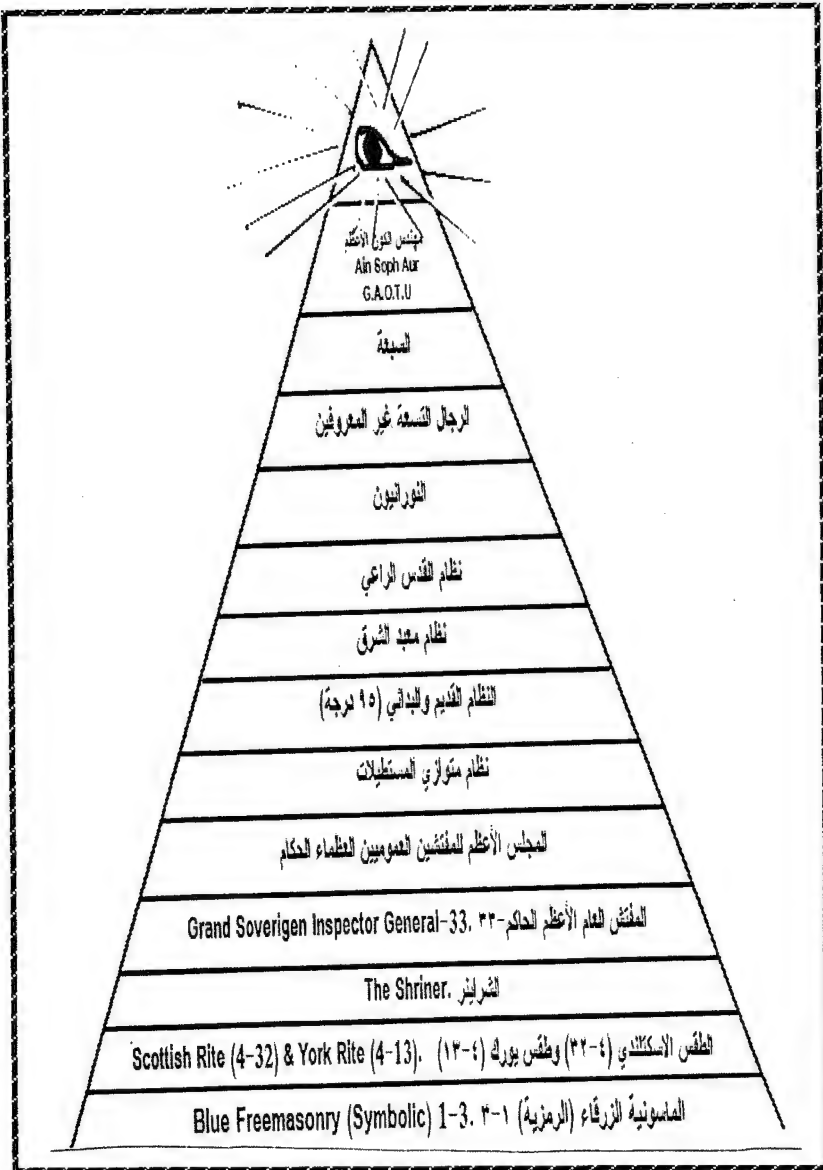 مهندس الكون الأعظم
Ain Soph Aur
G.A.O.T.U
السبعة
الرجال التسعة غير المعروفين
النورانيون
نظام القدس الراعي
نظام معبد الشرق
النظام القديم والبدائي (٩٥ درجة)
نظام متوازي المستطيلات
المجلس الأعظم للمفتشين العموميين العظماء الحكام
Grand Soverigen Inspector General-33. المفتش العام الأعظم الحاكم-٣٣
The Shriner. الشراينر
Scottish Rite (4-32) & York Rite (4-13). الطقس الاسكتلندي (٤-٣٢) وطقس يورك (٤-١٣)
Blue Freemasonry (Symbolic) 1-3. الماسونية الزرقاء (الرمزية) ١-٣